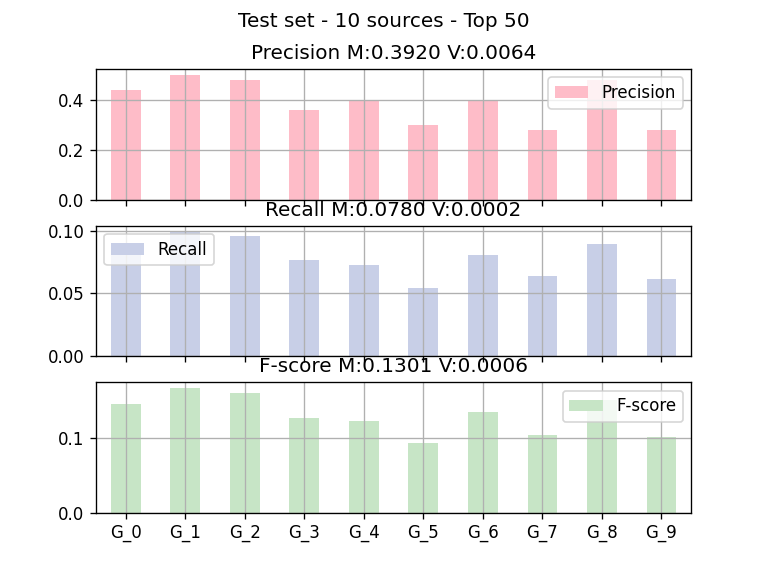 Test set - 10 sources - Top 50
Precision M:0.3920 V:0.0064
Precision
0.4
0.2
0.0
Recall M:0.0780 V:0.0002
Recall
0.10
0.05
0.00
F-score M:0.1301 V:0.0006
F-score
0.1
0.0
G_0 G_1 G_2 G_3 G_4 G_5 G_6 G_7 G_8 G_9